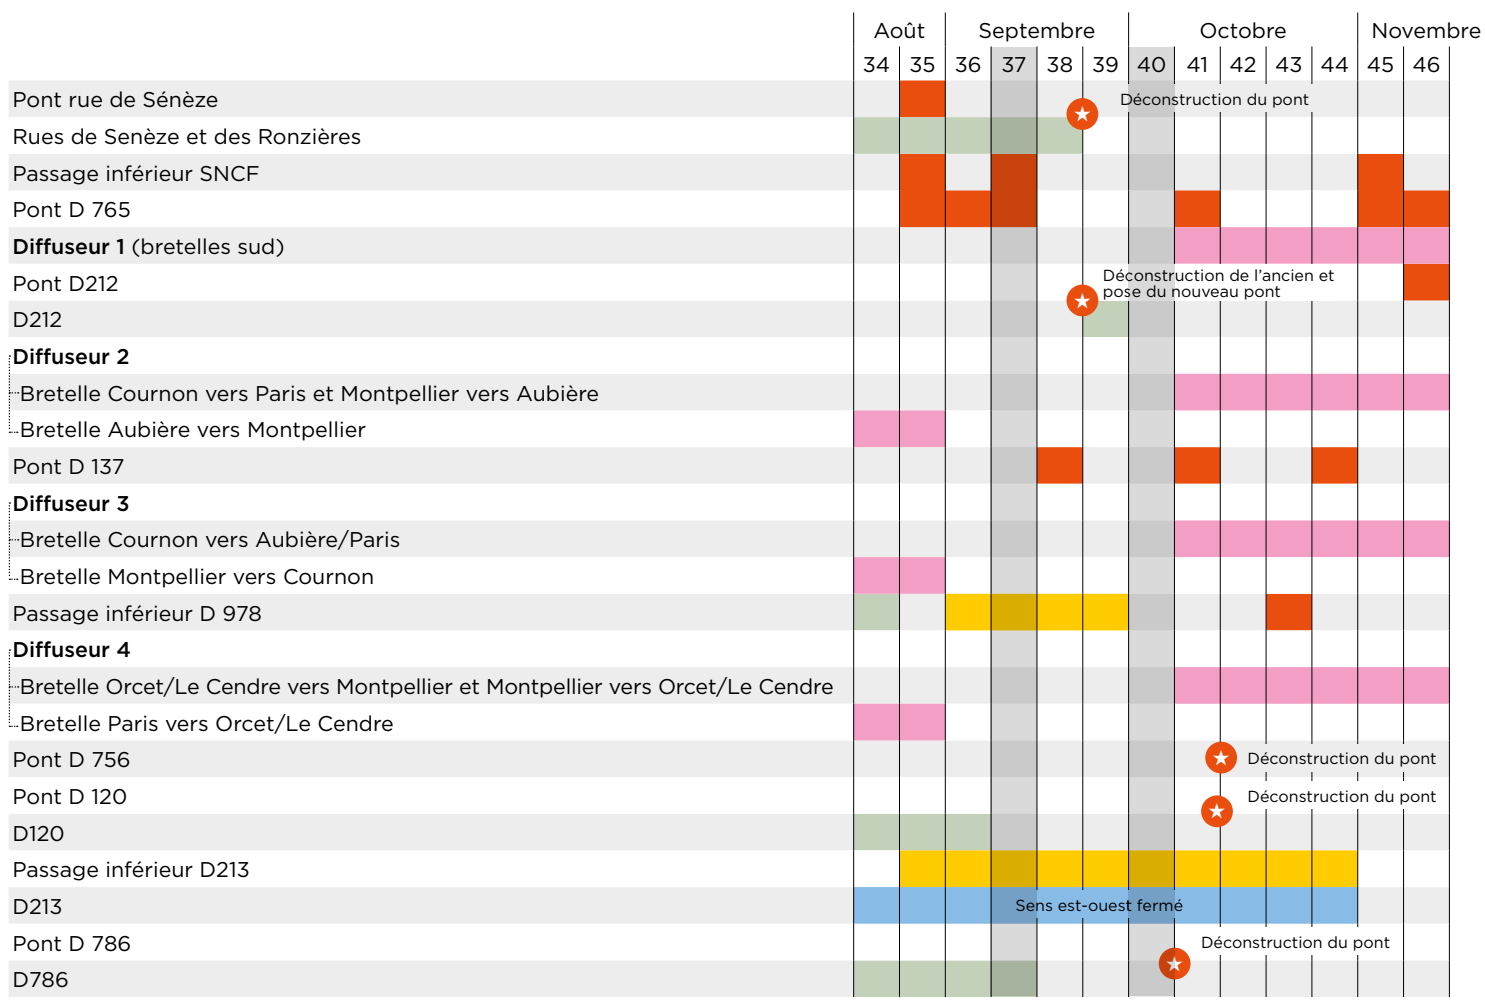 Août Septembre Octobre Novembre
34 35 36 37 38 39 40 41 42 43 44 45 46
Pont rue de Sénèze
Déconstruction du pont
Rues de Senèze et des Ronzières
Passage inférieur SNCF
Pont D 765
Diffuseur 1 (bretelles sud)
Pont D212
Déconstruction de l'ancien et
pose du nouveau pont
D212
Diffuseur 2
Bretelle Cournon vers Paris et Montpellier vers Aubière
Bretelle Aubière vers Montpellier
Pont D 137
Diffuseur 3
Bretelle Cournon vers Aubière/Paris
Bretelle Montpellier vers Cournon
Passage inférieur D 978
Diffuseur 4
Bretelle Orcet/Le Cendre vers Montpellier et Montpellier vers Orcet/Le Cendre
Bretelle Paris vers Orcet/Le Cendre
Pont D 756
Déconstruction du pont
Pont D 120
Déconstruction du pont
D120
Passage inférieur D213
D213
Sens est-ouest fermé
Pont D 786
Déconstruction du pont
D786